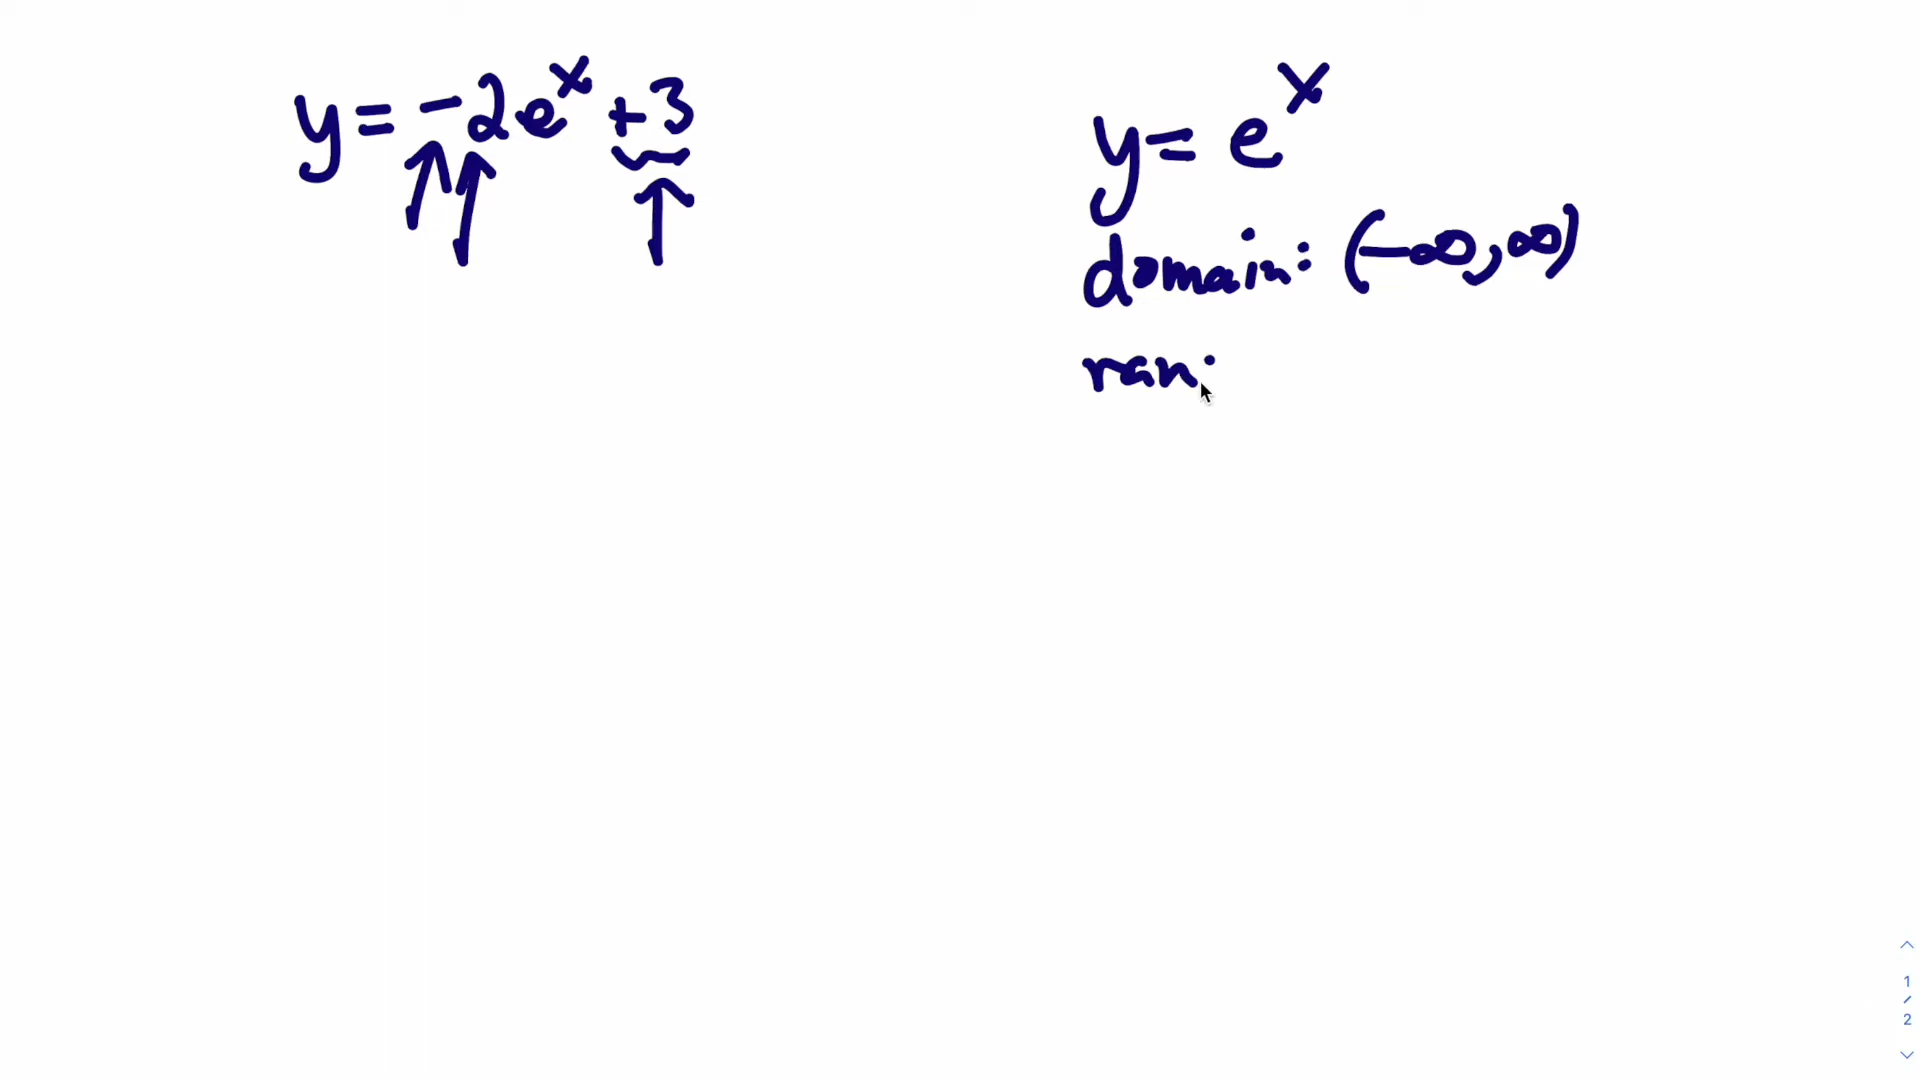 y = -2e^x + 3
y = e^x
domain: (-∞, ∞)
ran
1
/
2